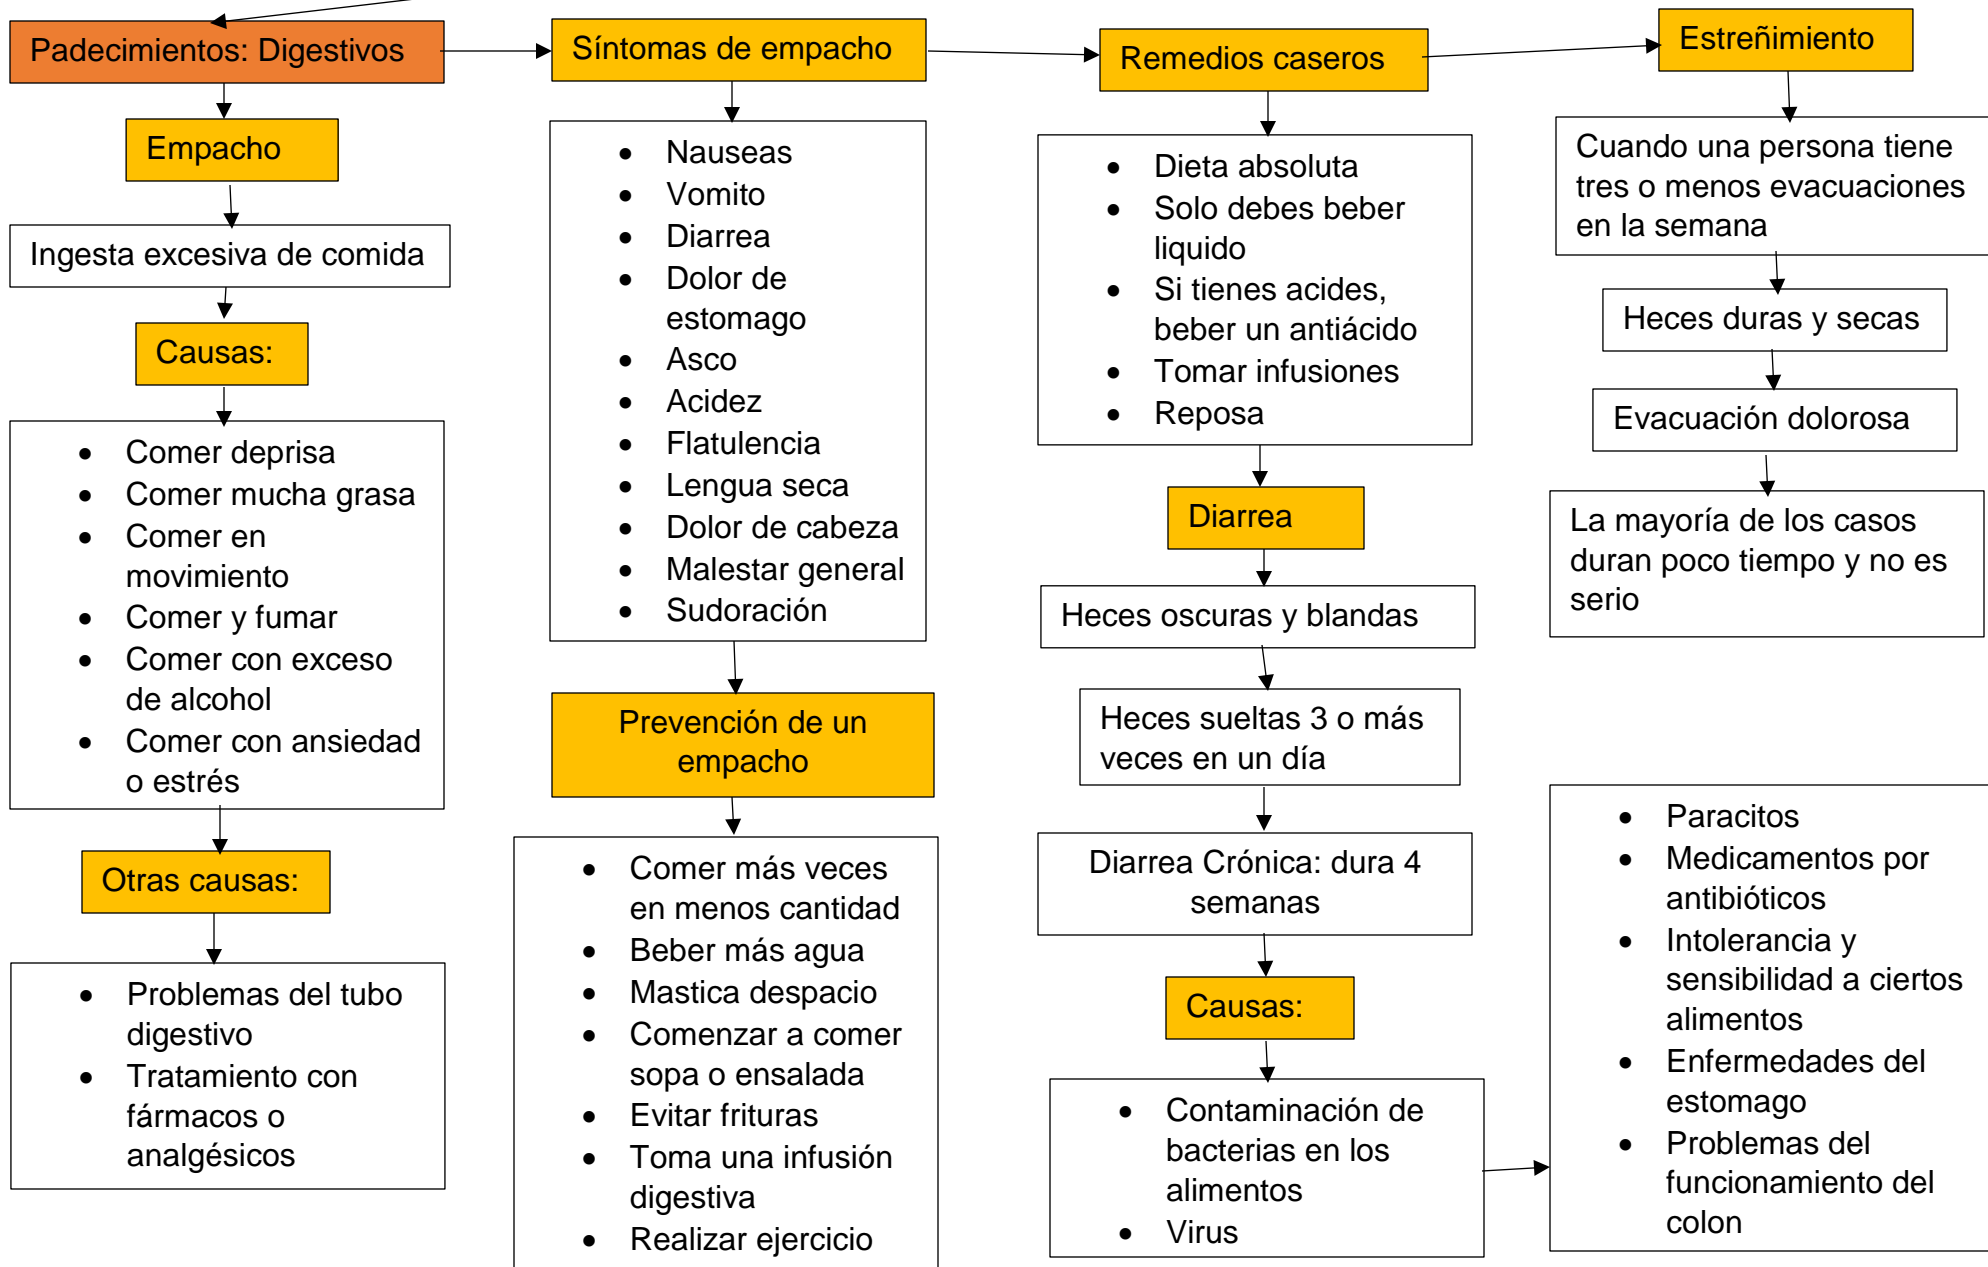 Padecimientos: Digestivos
Empacho
Ingesta excesiva de comida
Causas:
• Comer deprisa
• Comer mucha grasa
• Comer en
movimiento
• Comer y fumar
• Comer con exceso
de alcohol
• Comer con ansiedad
o estrés
Otras causas:
• Problemas del tubo
digestivo
• Tratamiento con
fármacos o
analgésicos
Síntomas de empacho
• Nauseas
• Vomito
• Diarrea
• Dolor de
estomago
• Asco
• Acidez
• Flatulencia
• Lengua seca
• Dolor de cabeza
• Malestar general
• Sudoración
Prevención de un
empacho
• Comer más veces
en menos cantidad
• Beber más agua
• Mastica despacio
• Comenzar a comer
sopa o ensalada
• Evitar frituras
• Toma una infusión
digestiva
• Realizar ejercicio
Remedios caseros
• Dieta absoluta
• Solo debes beber
liquido
• Si tienes acides,
beber un antiácido
• Tomar infusiones
• Reposa
Diarrea
Heces oscuras y blandas
Heces sueltas 3 o más
veces en un día
Diarrea Crónica: dura 4
semanas
Causas:
• Contaminación de
bacterias en los
alimentos
• Virus
Estreñimiento
Cuando una persona tiene
tres o menos evacuaciones
en la semana
Heces duras y secas
Evacuación dolorosa
La mayoría de los casos
duran poco tiempo y no es
serio
• Paracitos
• Medicamentos por
antibióticos
• Intolerancia y
sensibilidad a ciertos
alimentos
• Enfermedades del
estomago
• Problemas del
funcionamiento del
colon